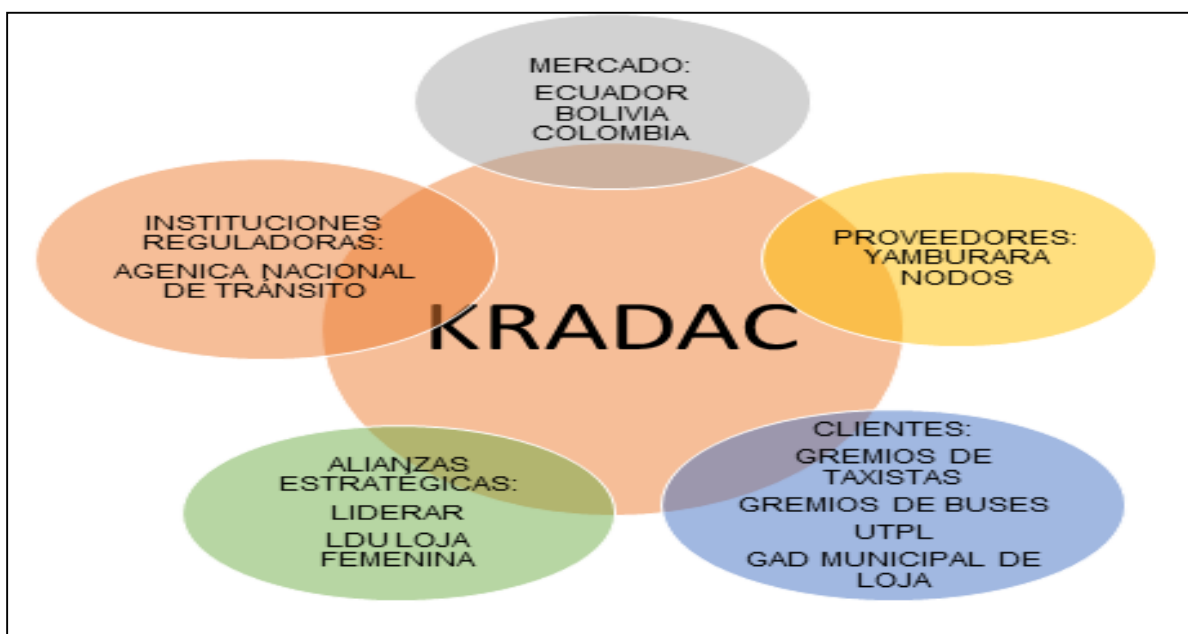 MERCADO:
ECUADOR
BOLIVIA
COLOMBIA
INSTITUCIONES
REGULADORAS:
AGENICA NACIONAL
DE TRÁNSITO
PROVEEDORES:
YAMBURARA
NODOS
KRADAC
ALIANZAS
ESTRATÉGICAS:
LIDERAR
LDU LOJA
FEMENINA
CLIENTES:
GREMIOS DE
TAXISTAS
GREMIOS DE BUSES
UTPL
GAD MUNICIPAL DE
LOJA